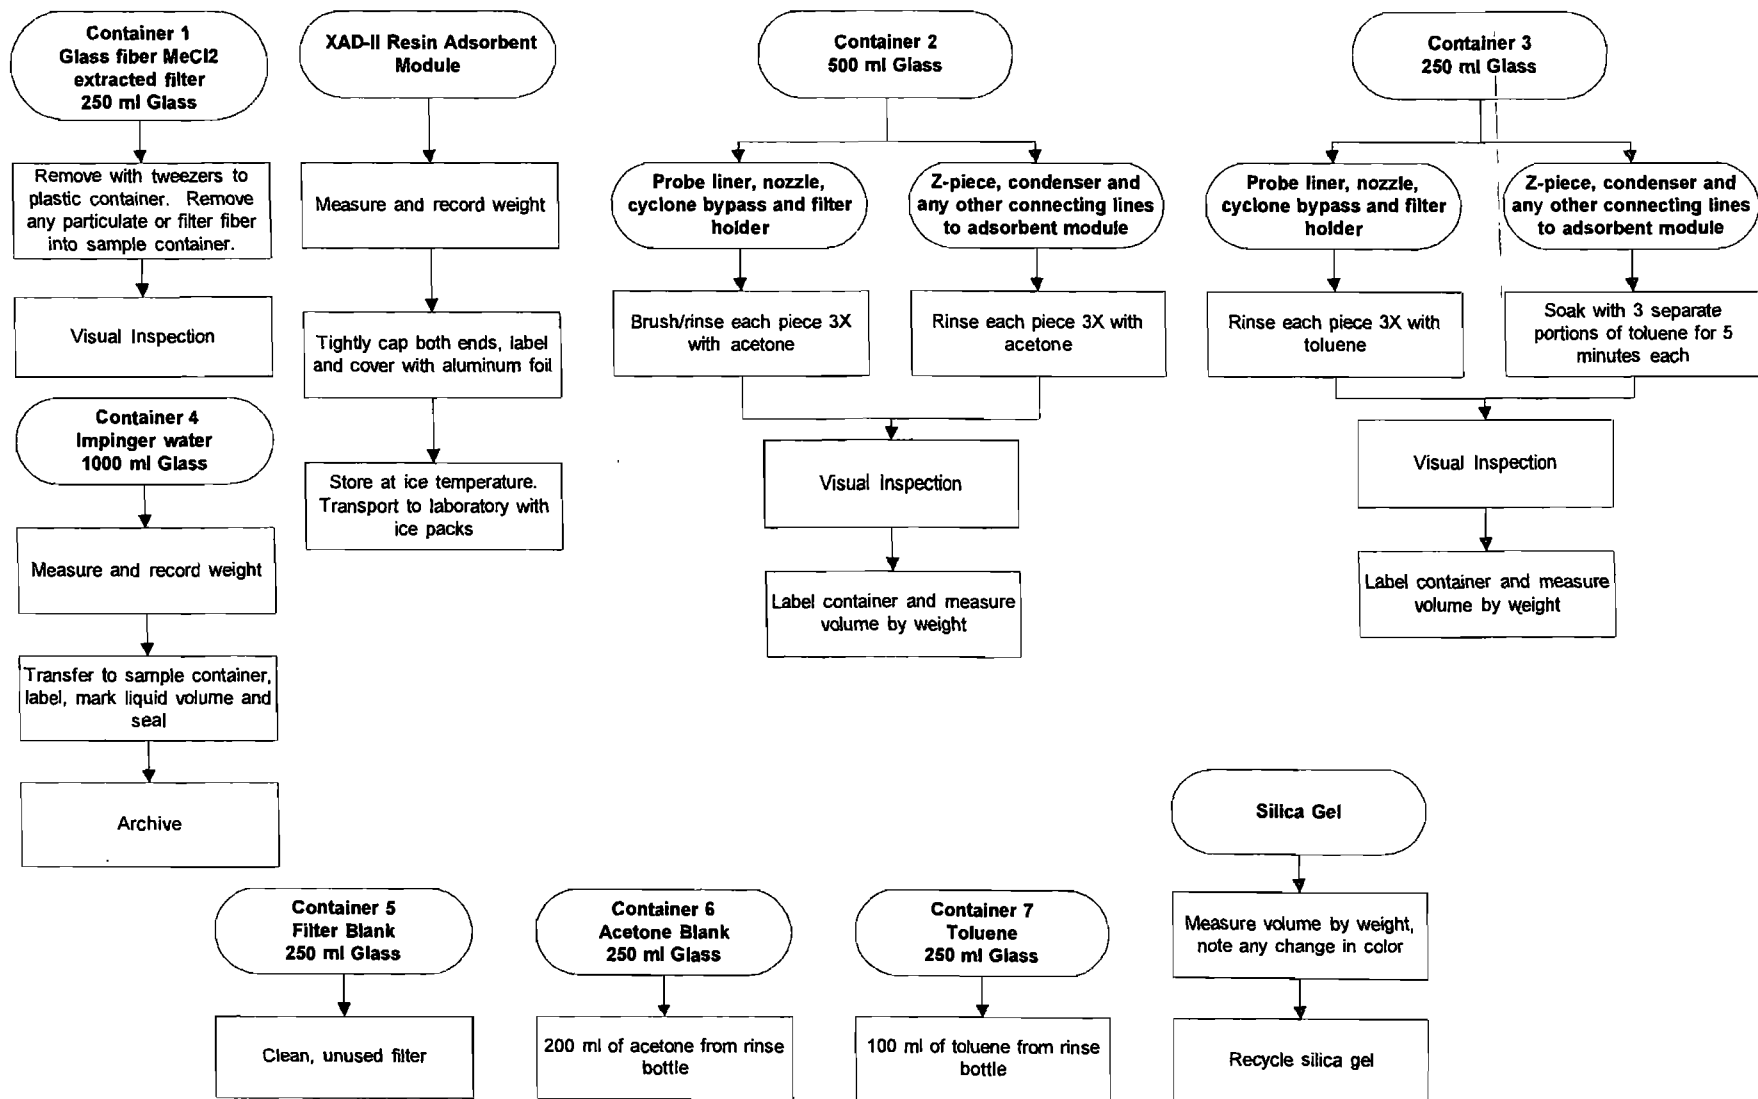 Container 1
Glass fiber MeCl2
extracted filter
250 ml Glass
Remove with tweezers to
plastic container. Remove
any particulate or filter fiber
into sample container.
Visual Inspection
Container 4
Impinger water
1000 ml Glass
Measure and record weight
Transfer to sample container,
label, mark liquid volume and
seal
Archive
XAD-II Resin Adsorbent
Module
Measure and record weight
Tightly cap both ends, label
and cover with aluminum foil
Store at ice temperature.
Transport to laboratory with
ice packs
Container 2
500 ml Glass
Probe liner, nozzle,
cyclone bypass and filter
holder
Brush/rinse each piece 3X
with acetone
Z-piece, condenser and
any other connecting lines
to adsorbent module
Rinse each piece 3X with
acetone
Visual Inspection
Label container and measure
volume by weight
Container 3
250 ml Glass
Probe liner, nozzle,
cyclone bypass and filter
holder
Rinse each piece 3X with
toluene
Z-piece, condenser and
any other connecting lines
to adsorbent module
Soak with 3 separate
portions of toluene for 5
minutes each
Visual Inspection
Label container and measure
volume by weight
Container 5
Filter Blank
250 ml Glass
Clean, unused filter
Container 6
Acetone Blank
250 ml Glass
200 ml of acetone from rinse
bottle
Container 7
Toluene
250 ml Glass
100 ml of toluene from rinse
bottle
Silica Gel
Measure volume by weight,
note any change in color
Recycle silica gel